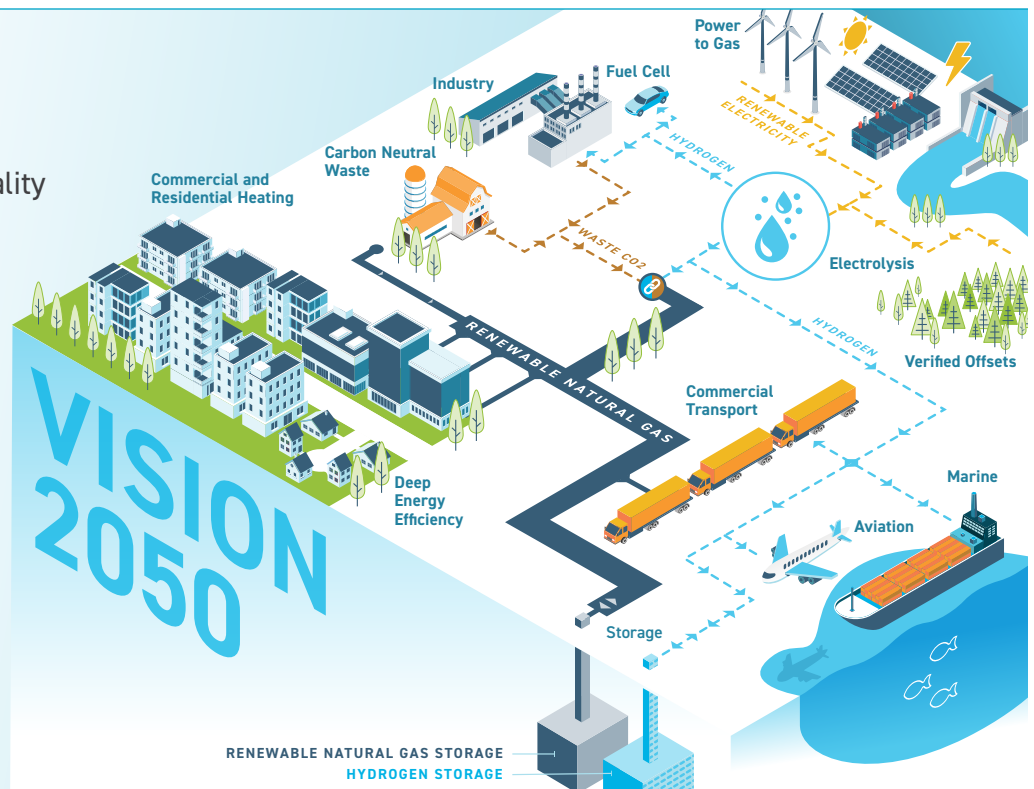 Power
to Gas
Fuel Cell
Industry
RENEWABLE
ELECTRICITY
HYDROGEN
Carbon Neutral
Waste
Commercial and
Residential Heating
WASTE CO2
Electrolysis
HYDROGEN
RENEWABLE NATURAL GAS
Verified Offsets
Commercial
Transport
Deep
Energy
Efficiency
Marine
Aviation
VISION
2050
Storage
RENEWABLE NATURAL GAS STORAGE
HYDROGEN STORAGE